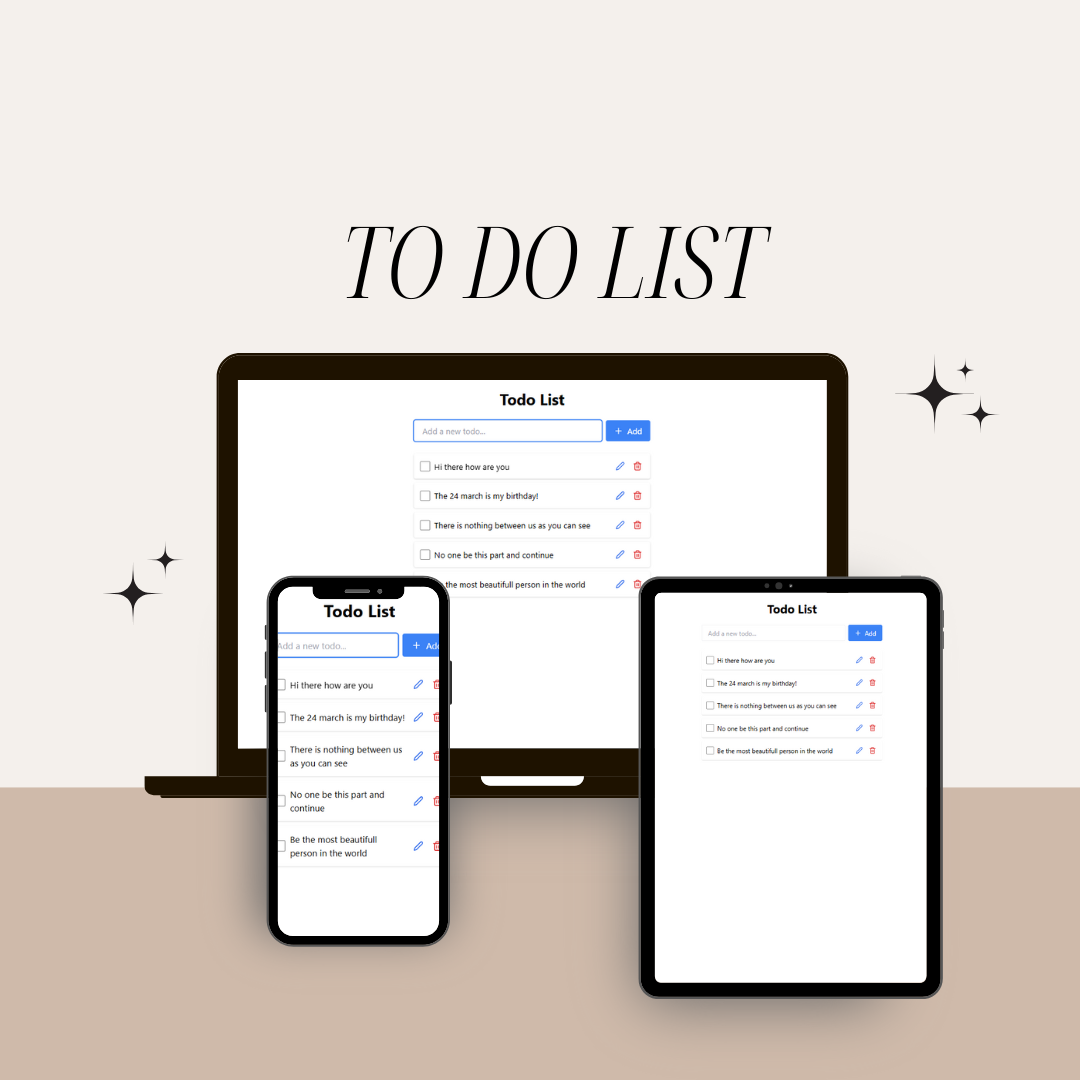 TO DO LIST
Todo List
Add a new todo...
+ Add
Hi there how are you
The 24 march is my birthday!
There is nothing between us as you can see
No one be this part and continue
the most beautifull person in the world
Todo List
Add a new todo...
+ Add
Hi there how are you
The 24 march is my birthday!
There is nothing between us
as you can see
No one be this part and
continue
Be the most beautifull
person in the world
Todo List
Add a new todo...
+ Add
Hi there how are you
The 24 march is my birthday!
There is nothing between us as you can see
No one be this part and continue
Be the most beautifull person in the world